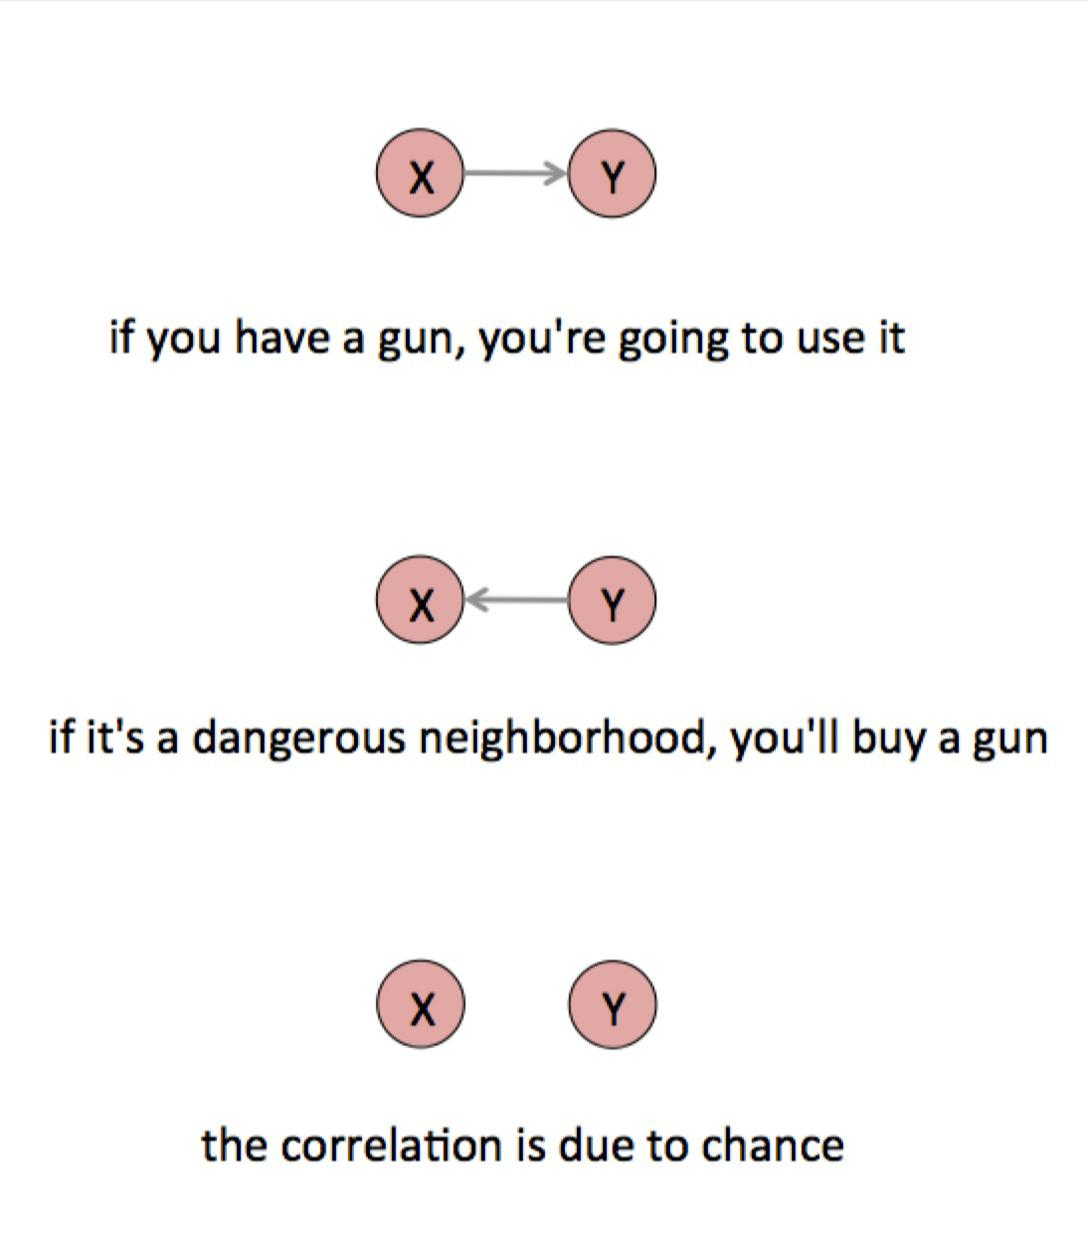 X Y
if you have a gun, you're going to use it
X Y
if it's a dangerous neighborhood, you'll buy a gun
X Y
the correlation is due to chance